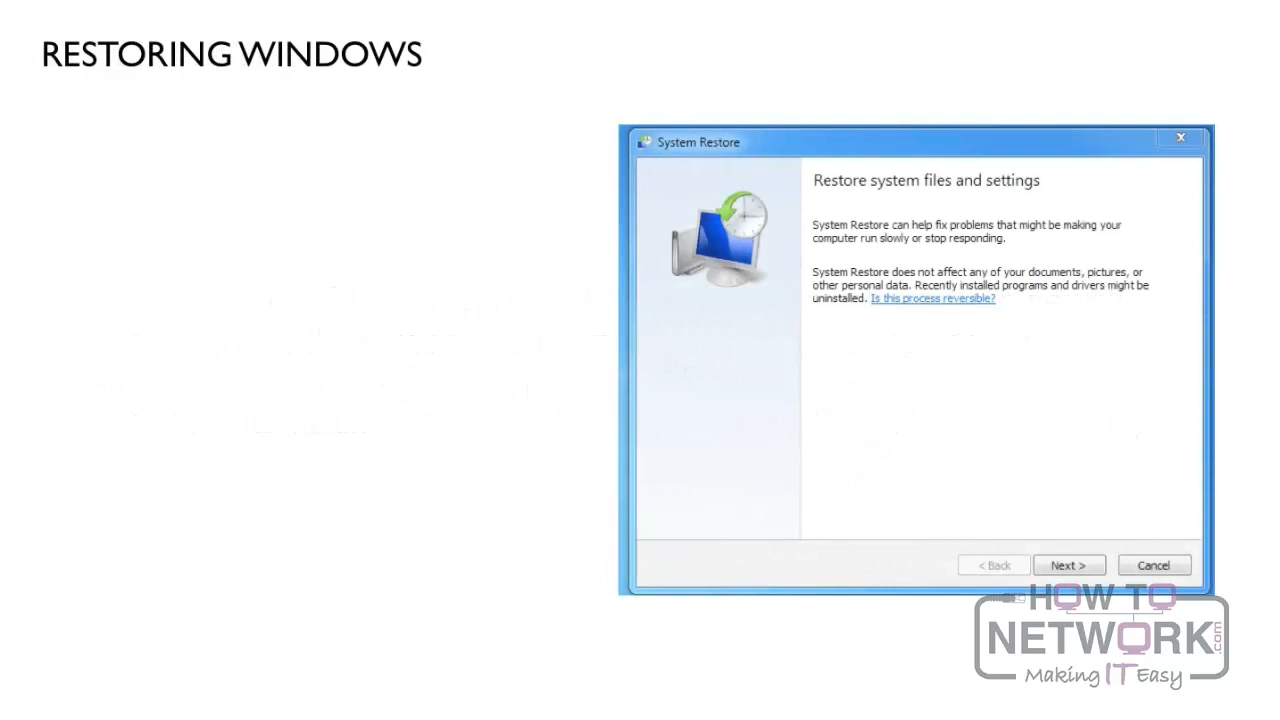 RESTORING WINDOWS
System Restore
Restore system files and settings
System Restore can help fix problems that might be making your
computer run slowly or stop responding.
System Restore does not affect any of your documents, pictures, or
other personal data. Recently installed programs and drivers might be
uninstalled. Is this process reversible?
< Back Next > Cancel
HOW TO
NETWORK.com
Making IT Easy